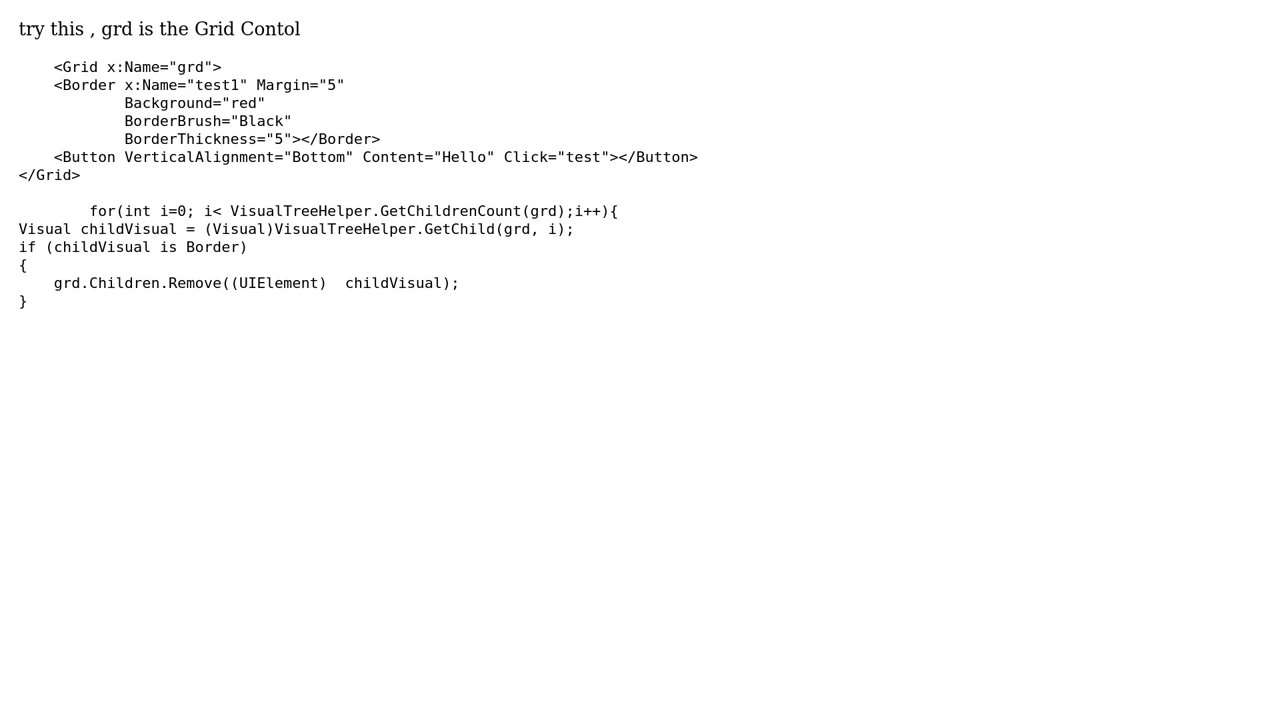 try this , grd is the Grid Contol
    <Grid x:Name="grd">
    <Border x:Name="test1" Margin="5"
            Background="red"
            BorderBrush="Black"
            BorderThickness="5"></Border>
    <Button VerticalAlignment="Bottom" Content="Hello" Click="test"></Button>
</Grid>
        for(int i=0; i< VisualTreeHelper.GetChildrenCount(grd);i++){
Visual childVisual = (Visual)VisualTreeHelper.GetChild(grd, i);
if (childVisual is Border)
{
    grd.Children.Remove((UIElement)  childVisual);
}